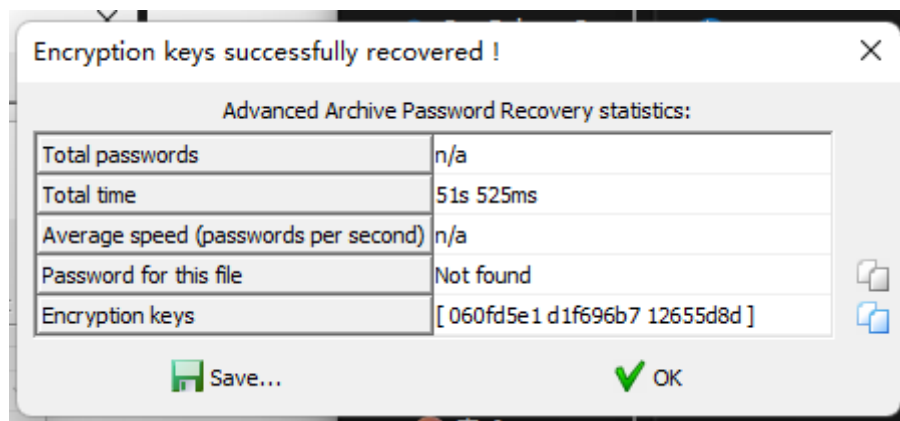 Encryption keys successfully recovered !
Advanced Archive Password Recovery statistics:
Total passwords n/a
Total time 51s 525ms
Average speed (passwords per second) n/a
Password for this file Not found
Encryption keys [ 060fd5e1 d1f696b7 12655d8d ]
Save... OK